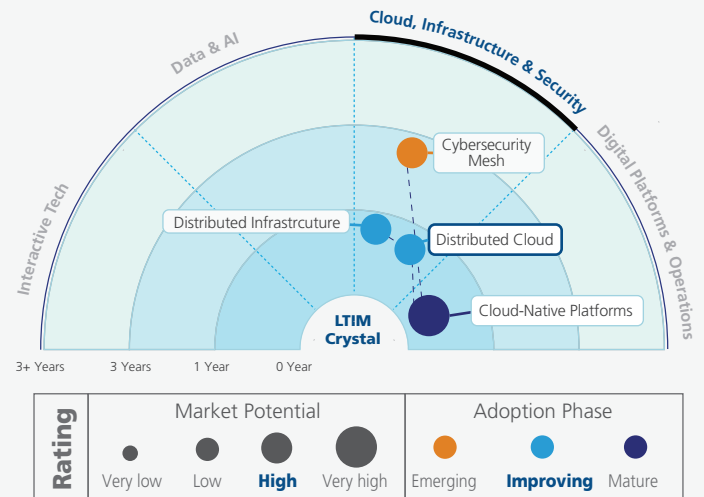 Cloud, Infrastructure & Security
Data & AI
Interactive Tech
Digital Platforms & Operations
Cybersecurity
Mesh
Distributed Infrastrcuture
Distributed Cloud
Cloud-Native Platforms
LTIM
Crystal
3+ Years
3 Years
1 Year
0 Year
Rating
Market Potential
Very low
Low
High
Very high
Adoption Phase
Emerging
Improving
Mature